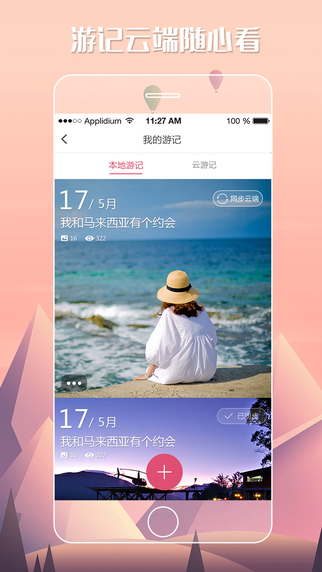 游记云端随心看
Applidium 11:27 AM 100 %
我的游记
本地游记 云游记
17/5月 同步云端
我和马来西亚有个约会
16 322
17/5月 已同步
我和马来西亚有个约会
16 322